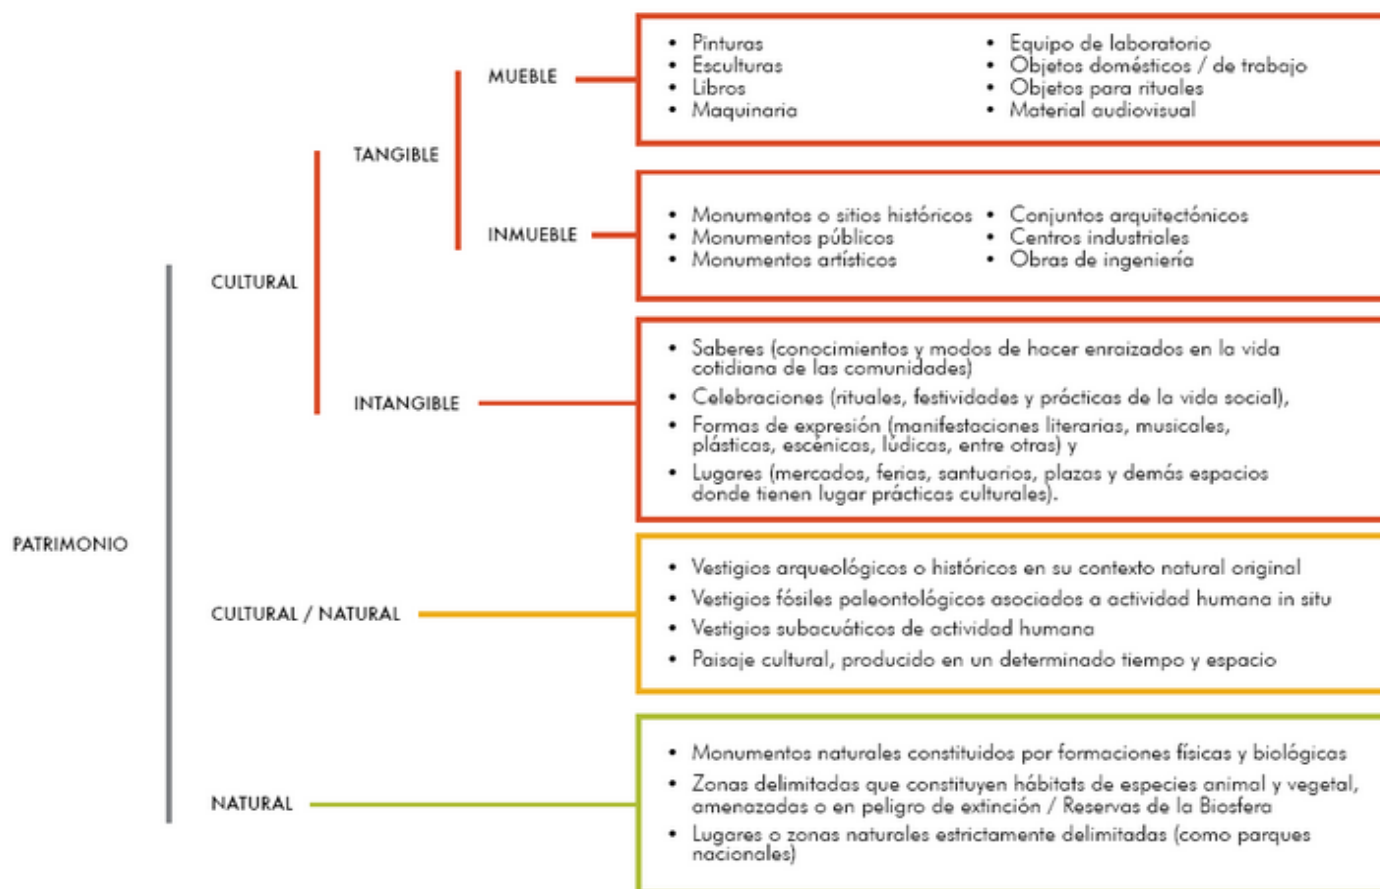 PATRIMONIO
CULTURAL
TANGIBLE
MUEBLE
• Pinturas
• Esculturas
• Libros
• Maquinaria
• Equipo de laboratorio
• Objetos domésticos / de trabajo
• Objetos para rituales
• Material audiovisual
INMUEBLE
• Monumentos o sitios históricos
• Monumentos públicos
• Monumentos artísticos
• Conjuntos arquitectónicos
• Centros industriales
• Obras de ingeniería
INTANGIBLE
• Saberes (conocimientos y modos de hacer enraizados en la vida
cotidiana de las comunidades)
• Celebraciones (rituales, festividades y prácticas de la vida social),
• Formas de expresión (manifestaciones literarias, musicales,
plásticas, escénicas, lúdicas, entre otras) y
• Lugares (mercados, ferias, santuarios, plazas y demás espacios
donde tienen lugar prácticas culturales).
CULTURAL / NATURAL
• Vestigios arqueológicos o históricos en su contexto natural original
• Vestigios fósiles paleontológicos asociados a actividad humana in situ
• Vestigios subacuáticos de actividad humana
• Paisaje cultural, producido en un determinado tiempo y espacio
NATURAL
• Monumentos naturales constituidos por formaciones físicas y biológicas
• Zonas delimitadas que constituyen hábitats de especies animal y vegetal,
amenazadas o en peligro de extinción / Reservas de la Biosfera
• Lugares o zonas naturales estrictamente delimitadas (como parques
nacionales)